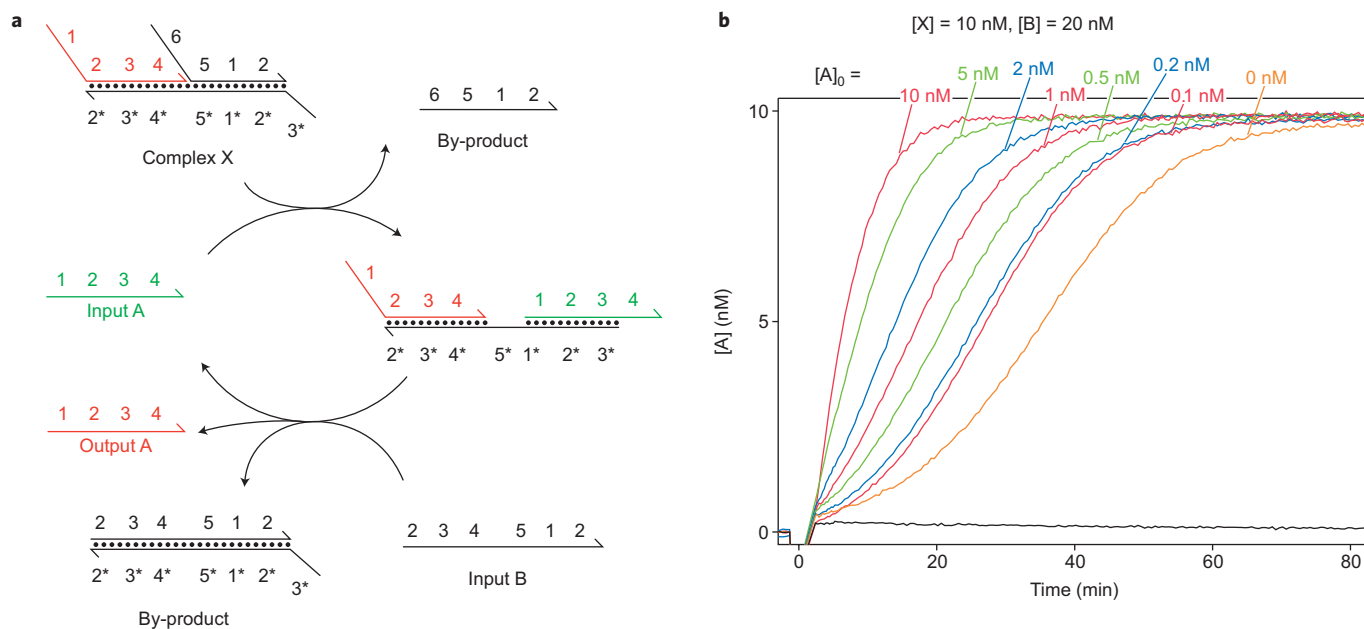 a
1
6
2 3 4 5 1 2
2* 3* 4* 5* 1* 2* 3*
Complex X
6 5 1 2
By-product
1 2 3 4
Input A
1
2 3 4 1 2 3 4
2* 3* 4* 5* 1* 2* 3*
1 2 3 4
Output A
2 3 4 5 1 2
2* 3* 4* 5* 1* 2* 3*
By-product
2 3 4 5 1 2
Input B
b
[X] = 10 nM, [B] = 20 nM
[A]0 =
10 nM
5 nM
2 nM
1 nM
0.5 nM
0.2 nM
0.1 nM
0 nM
10
5
0
[A] (nM)
0 20 40 60 80
Time (min)